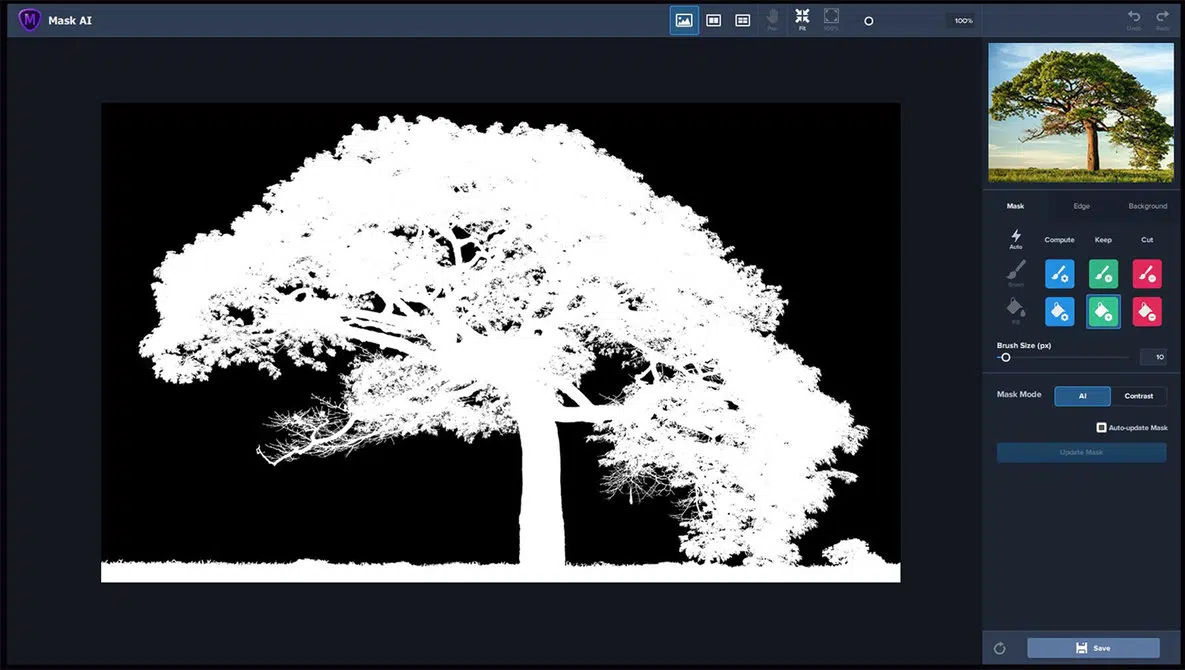 Mask AI
Pan
Fit
100%
100%
Undo
Redo
Mask
Edge
Background
Auto
Compute
Keep
Cut
Brush
Fill
Brush Size (px)
10
Mask Mode
AI
Contrast
Auto-update Mask
Update Mask
Save